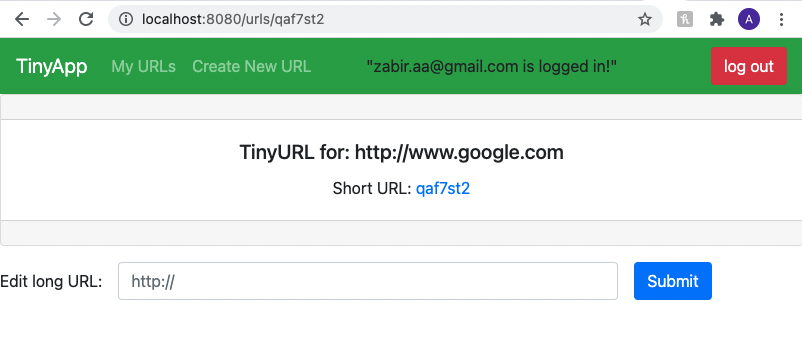 localhost:8080/urls/qaf7st2
A
TinyApp My URLs Create New URL "zabir.aa@gmail.com is logged in!" log out
TinyURL for: http://www.google.com
Short URL: qaf7st2
Edit long URL: http:// Submit